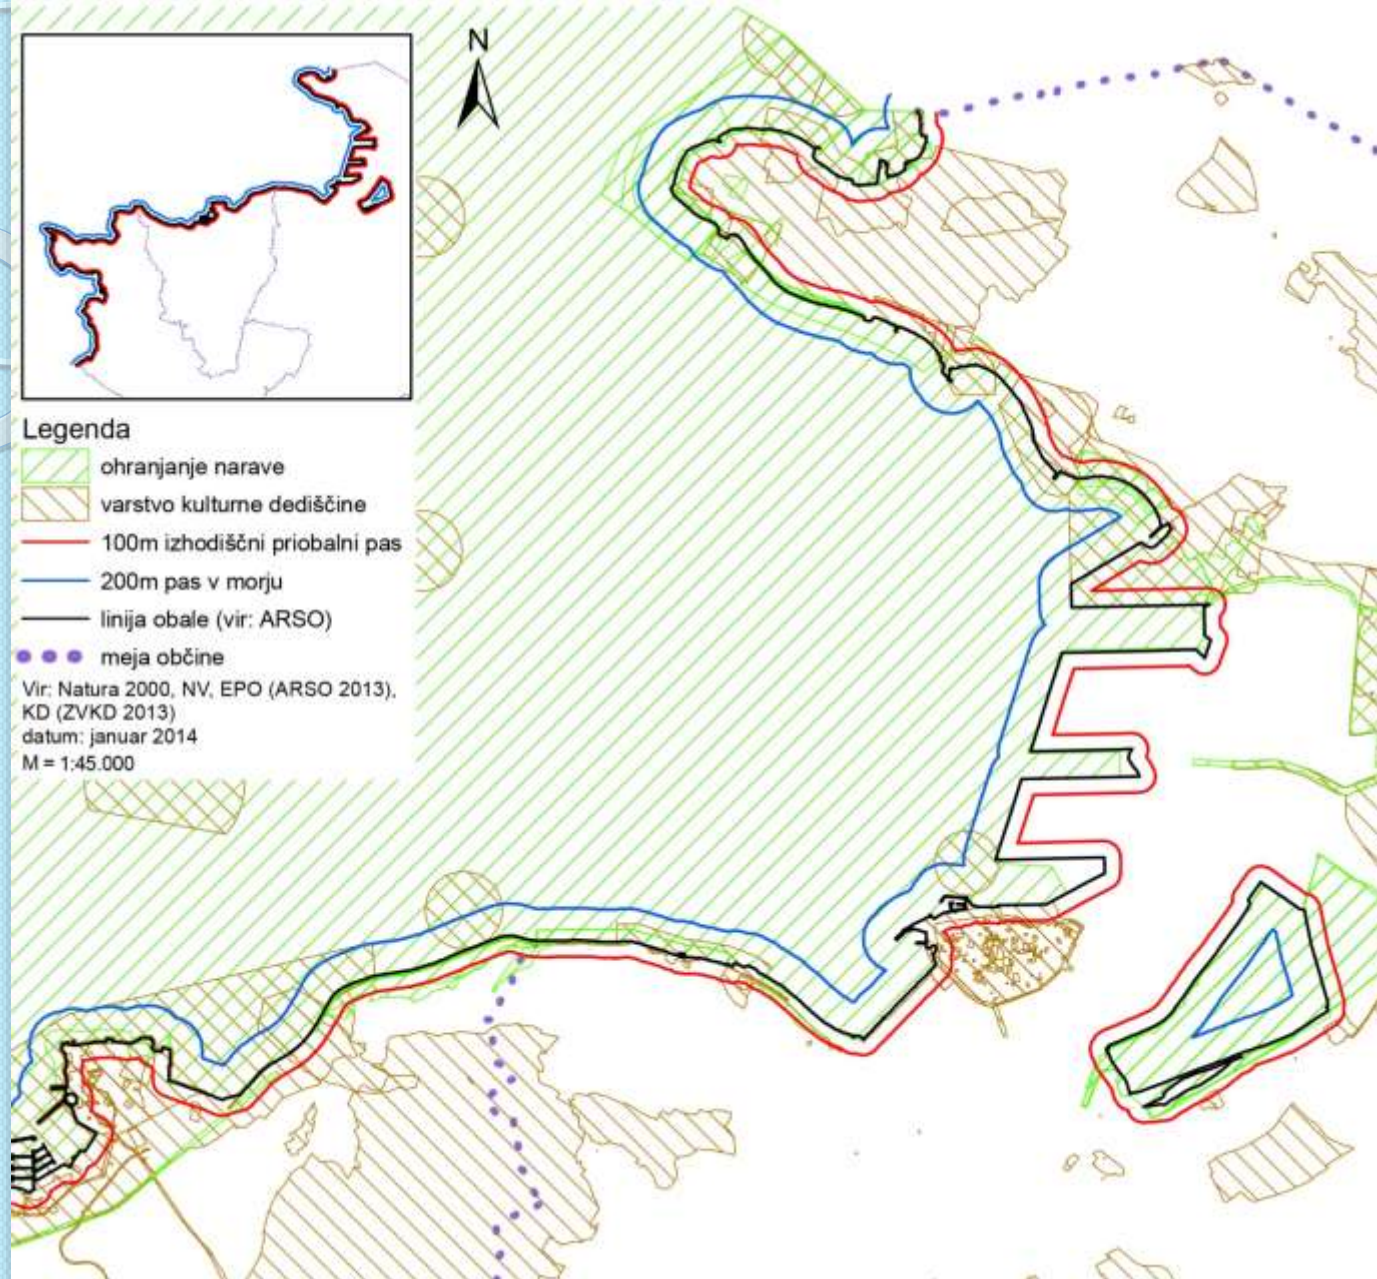 N
Legenda
ohranjanje narave
varstvo kulturne dediščine
100m izhodiščni priobalni pas
200m pas v morju
linija obale (vir: ARSO)
meja občine
Vir: Natura 2000, NV, EPO (ARSO 2013),
KD (ZVKD 2013)
datum: januar 2014
M = 1:45.000